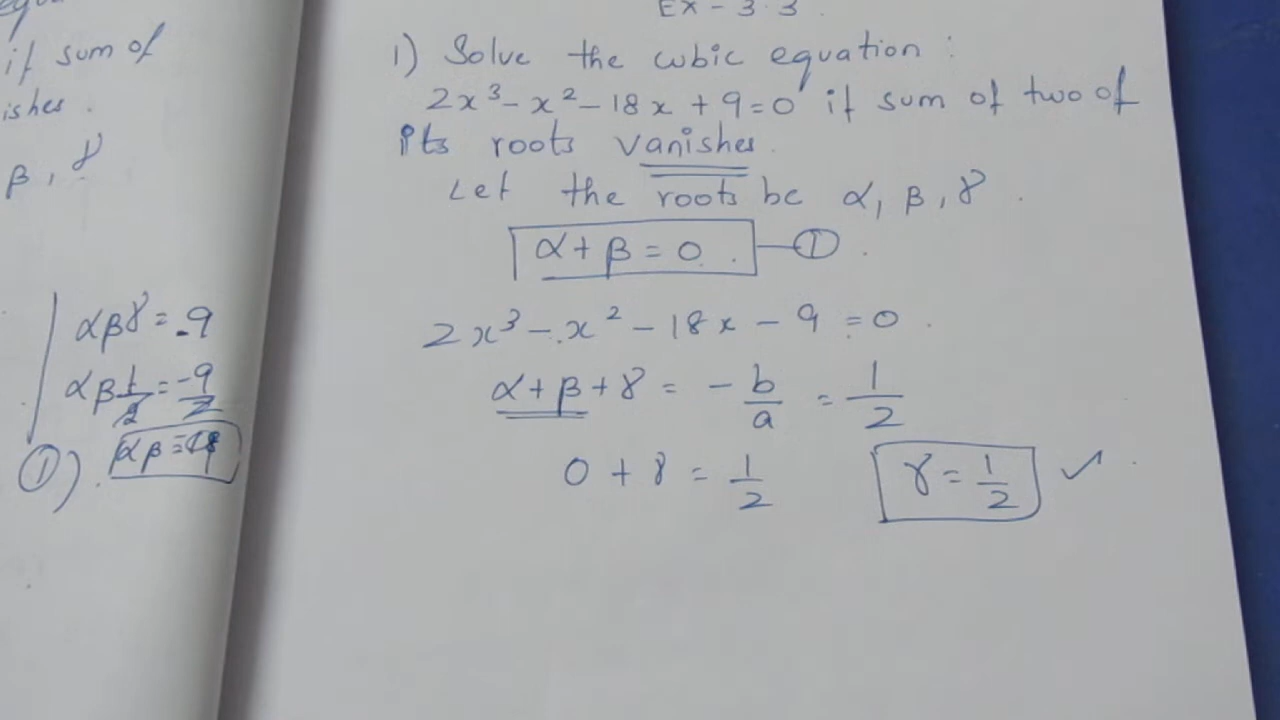 if sum of
ishes.
β, γ
αβγ = -9
αβ 1/2 = -9/2
①).
Ex - 3.3.
1) Solve the cubic equation :
2x³ - x² - 18x + 9 = 0 if sum of two of
its roots vanishes.
Let the roots be α, β, γ.
α + β = 0. — ①.
2x³ - x² - 18x - 9 = 0.
α + β + γ = - b/a = 1/2
0 + γ = 1/2 γ = 1/2 ✓